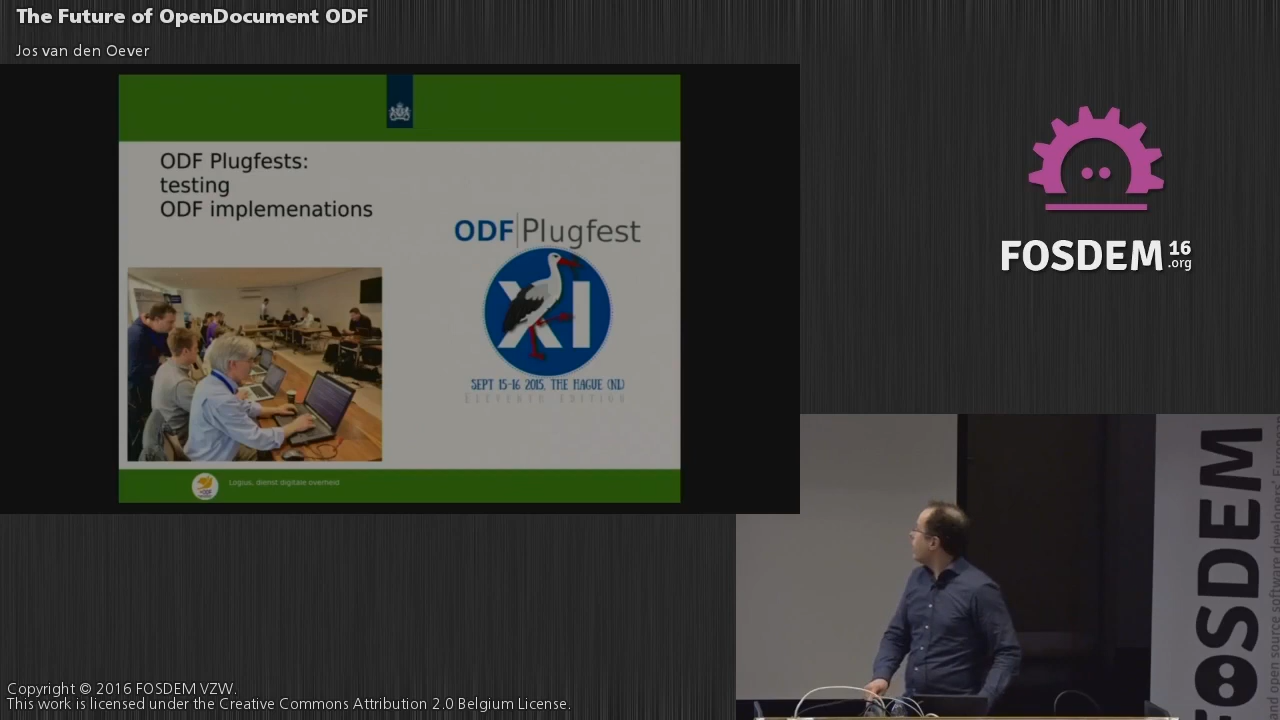 The Future of OpenDocument ODF
Jos van den Oever
ODF Plugfests:
testing
ODF implemenations
ODF Plugfest
XI
SEPT 15-16 2015, THE HAGUE (NL)
ELEVENTH EDITION
Logius, dienst digitale overheid
FOSDEM 16
.org
FOSDEM
Copyright © 2016 FOSDEM VZW.
This work is licensed under the Creative Commons Attribution 2.0 Belgium License.